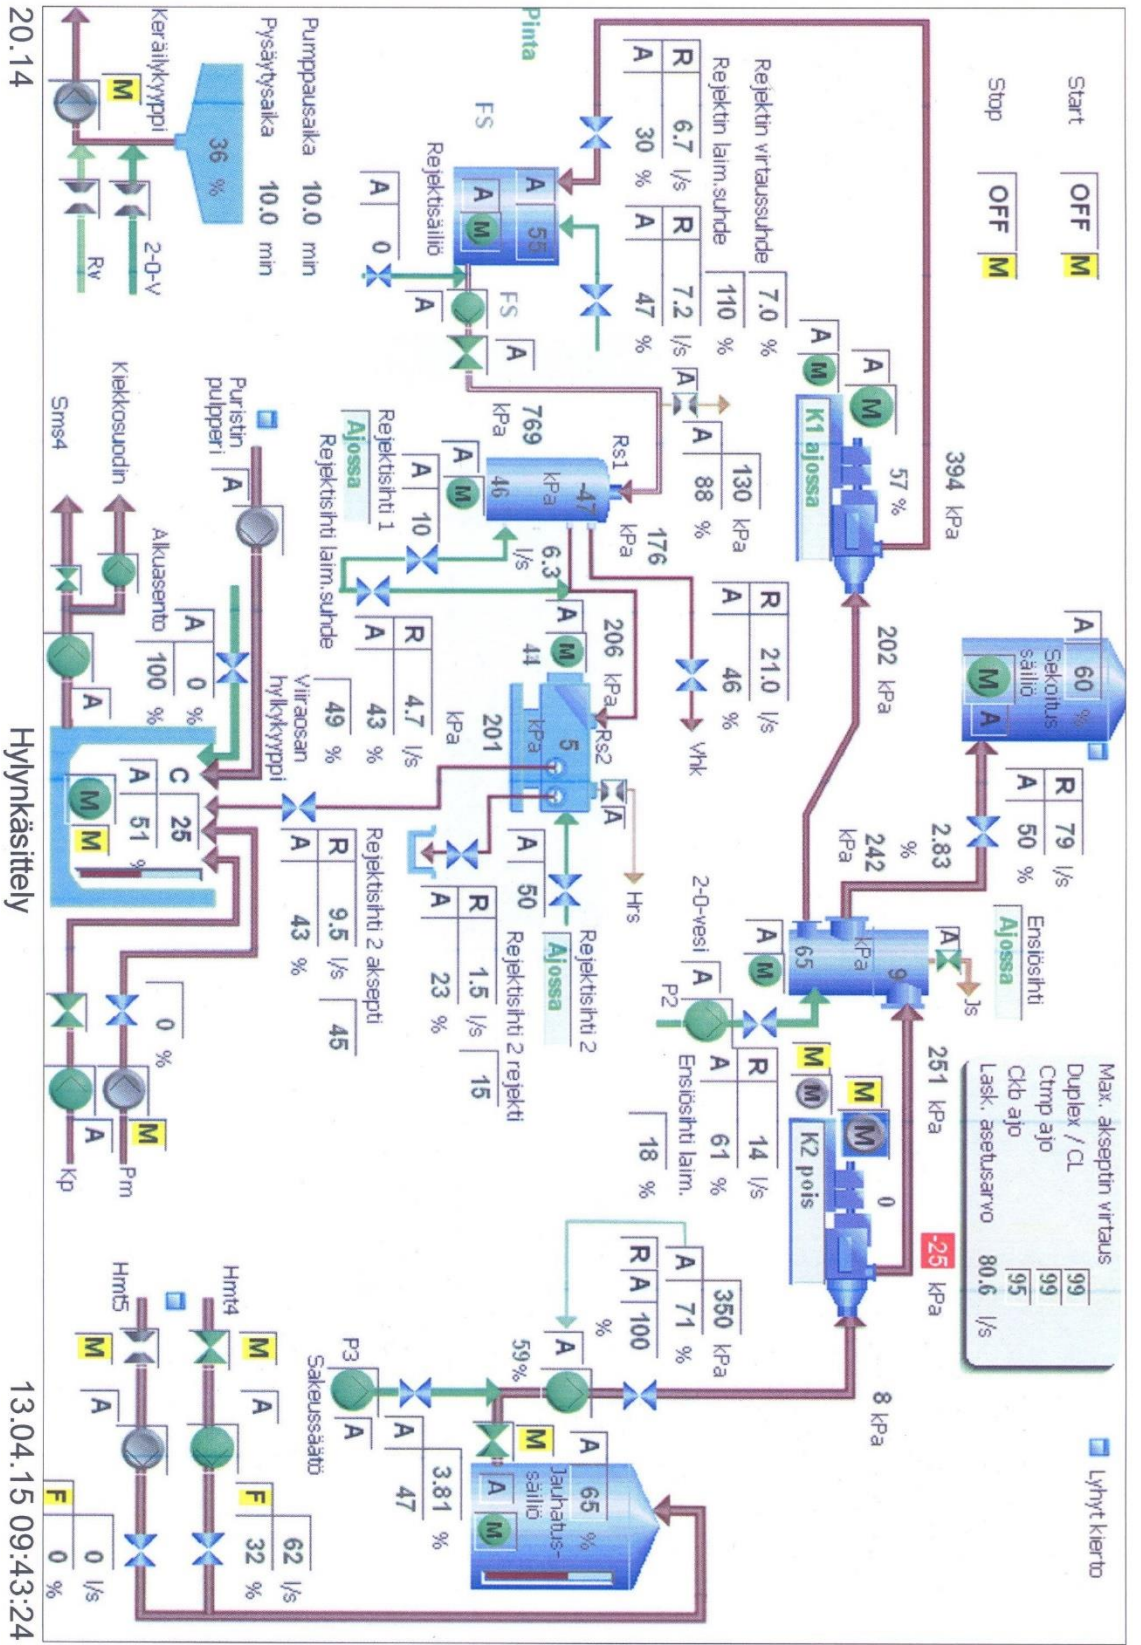 Start
OFF
M
Stop
OFF
M
394 kPa
57 %
A
M
A
M
K1 ajossa
202 kPa
A
60 %
Sekoitus
säiliö
M
A
R
79 l/s
A
50 %
2.83
%
242
kPa
Ensiösihti
Ajossa
A
Js
9
kPa
65
A
M
251 kPa
Max. akseptin virtaus
Duplex / CL
99
Ctmp ajo
99
Ckb ajo
95
Lask. asetusarvo
80.6 l/s
-25 kPa
0
M
M
M
M
K2 pois
8 kPa
Lyhyt kierto
Pinta
Rejektin virtaussuhde
7.0 %
Rejektin laim.suhde
110 %
R
6.7 l/s
A
30 %
R
7.2 l/s
A
47 %
FS
A
55
A
M
Rejektisäiliö
A
0
FS
A
A
A
130 kPa
A
88 %
769
kPa
Rs1
176
kPa
-47
kPa
46
A
M
R
21.0 l/s
A
46 %
Vhk
6.3
l/s
206
kPa
A
10
Rejektisihti 1
Ajossa
Rejektisihti laim.suhde
R
4.7 l/s
A
43 %
49 %
A
M
44
Rs2
5
kPa
A
Hrs
201
kPa
A
50
Rejektisihti 2
Ajossa
2-0-vesi
A
P2
R
14 l/s
A
61 %
Ensiösihti laim.
18 %
R
1.5 l/s
A
23 %
Rejektisihti 2 rejekti
15
R
9.5 l/s
A
43 %
Rejektisihti 2 aksepti
45
350 kPa
A
71 %
R
A
100
%
A
59%
P3
A
Sakeussäätö
A
3.81 %
47
M
A
65 %
Jauhatus-
säiliö
A
M
Pumppausaika
10.0 min
Pysäytysaika
10.0 min
36 %
Keräilykyyppi
M
2-0-V
Rv
Puristin
pulpperi
A
Kiekkosuodin
Sms4
Alkuasento
A
0 %
100 %
A
Viiraosan
hylkykyyppi
C
25
A
51 %
M
M
0 %
M
A
Pm
Kp
Hmt4
M
A
F
62 l/s
32 %
Hmt5
M
A
F
0 l/s
0 %
20.14
Hylynkäsittely
13.04.15 09:43:24